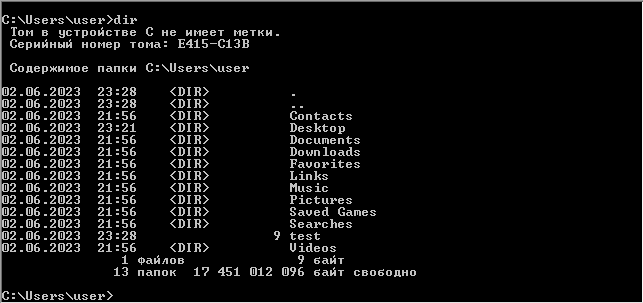 C:\Users\user>dir
Том в устройстве C не имеет метки.
Серийный номер тома: E415-C13B
Содержимое папки C:\Users\user
02.06.2023  23:28    <DIR>          .
02.06.2023  23:28    <DIR>          ..
02.06.2023  21:56    <DIR>          Contacts
02.06.2023  23:21    <DIR>          Desktop
02.06.2023  21:56    <DIR>          Documents
02.06.2023  21:56    <DIR>          Downloads
02.06.2023  21:56    <DIR>          Favorites
02.06.2023  21:56    <DIR>          Links
02.06.2023  21:56    <DIR>          Music
02.06.2023  21:56    <DIR>          Pictures
02.06.2023  21:56    <DIR>          Saved Games
02.06.2023  21:56    <DIR>          Searches
02.06.2023  23:28                 9 test
02.06.2023  21:56    <DIR>          Videos
1 файлов              9 байт
13 папок  17 451 012 096 байт свободно
C:\Users\user>